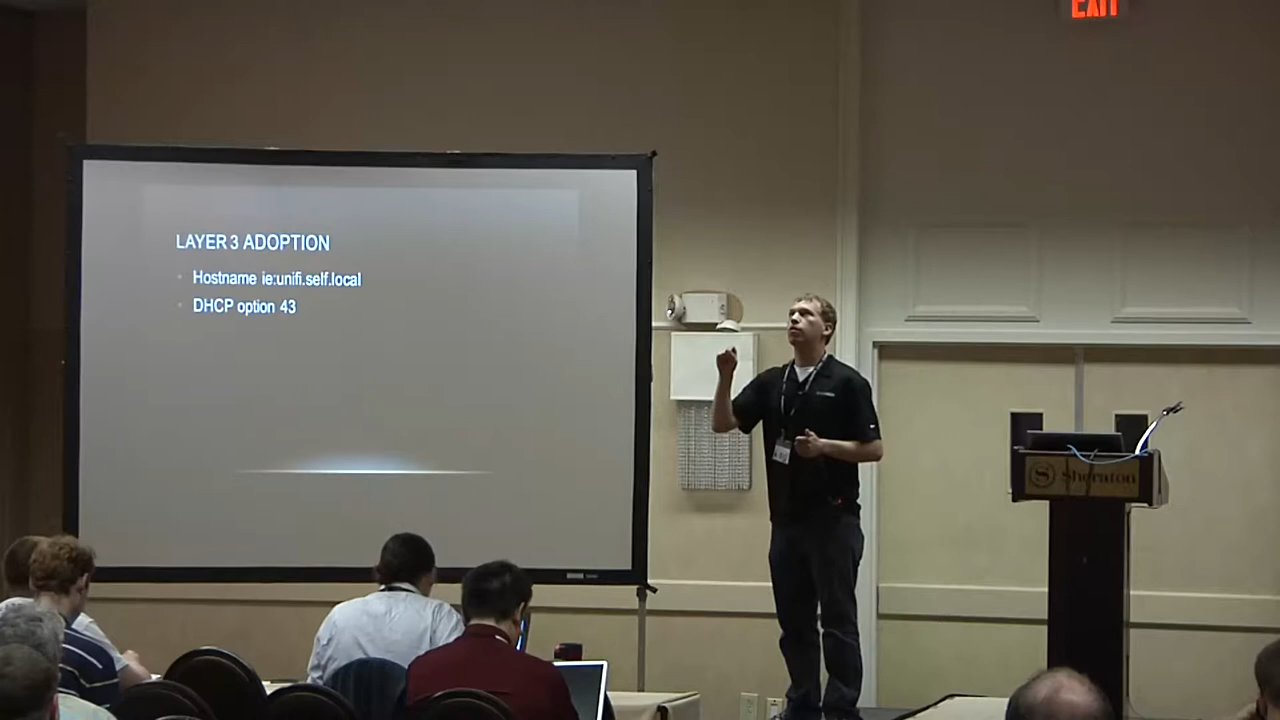 EXIT
LAYER 3 ADOPTION
Hostname ie:unifi.self.local
DHCP option 43
Sheraton